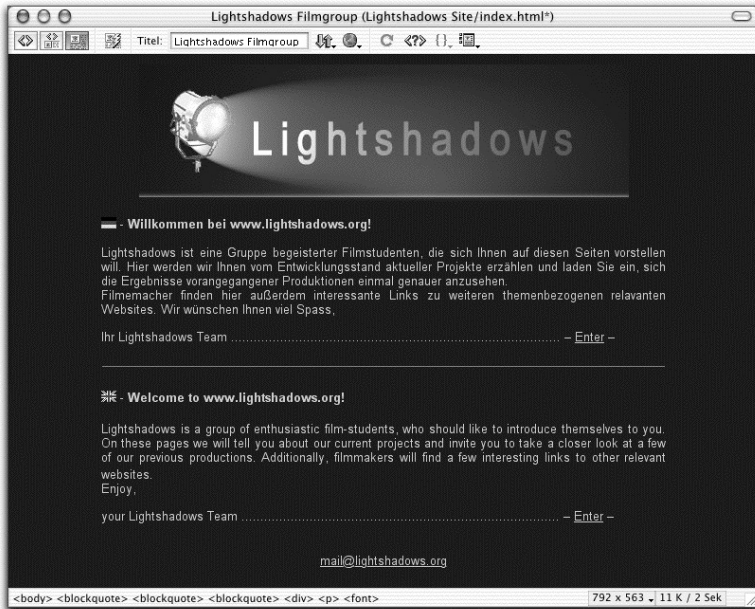 Lightshadows Filmgroup (Lightshadows Site/index.html*)
Titel: Lightshadows Filmgroup
Lightshadows
- Willkommen bei www.lightshadows.org!
Lightshadows ist eine Gruppe begeisterter Filmstudenten, die sich Ihnen auf diesen Seiten vorstellen
will. Hier werden wir Ihnen vom Entwicklungsstand aktueller Projekte erzählen und laden Sie ein, sich
die Ergebnisse vorangegangener Produktionen einmal genauer anzusehen.
Filmemacher finden hier außerdem interessante Links zu weiteren themenbezogenen relavanten
Websites. Wir wünschen Ihnen viel Spass,
Ihr Lightshadows Team ................................................................................ – Enter –
- Welcome to www.lightshadows.org!
Lightshadows is a group of enthusiastic film-students, who should like to introduce themselves to you.
On these pages we will tell you about our current projects and invite you to take a closer look at a few
of our previous productions. Additionally, filmmakers will find a few interesting links to other relevant
websites.
Enjoy,
your Lightshadows Team ............................................................................. – Enter –
mail@lightshadows.org
<body> <blockquote> <blockquote> <blockquote> <div> <p> <font> 792 x 563 11 K / 2 Sek